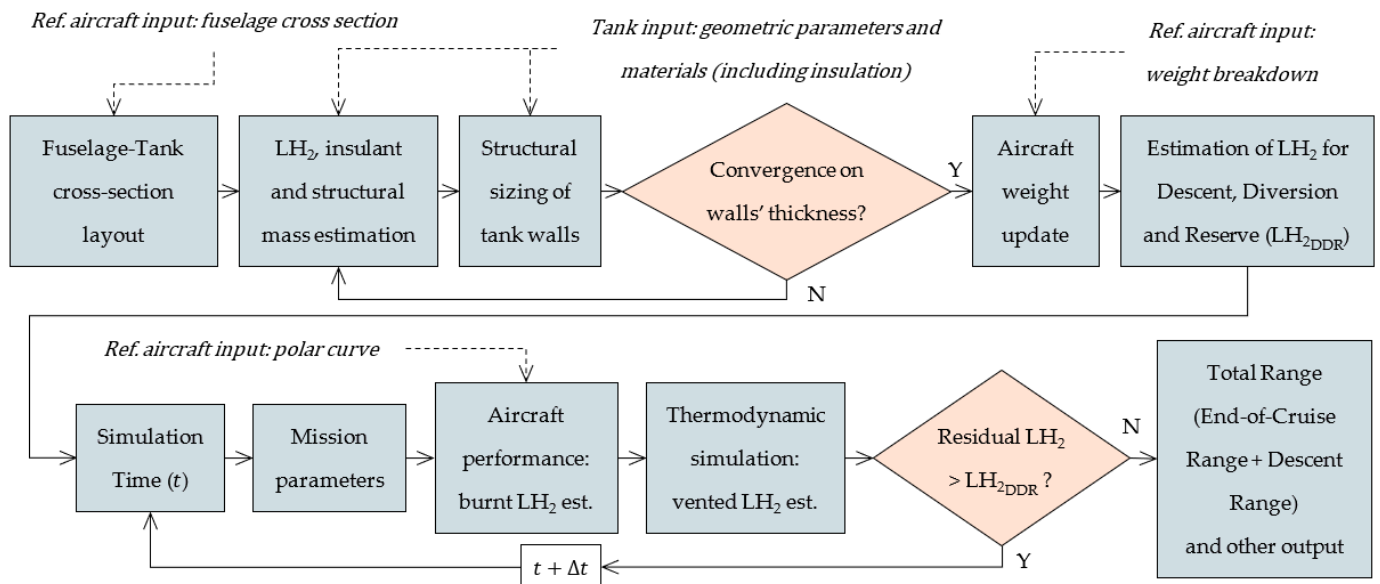 Ref. aircraft input: fuselage cross section
Tank input: geometric parameters and
materials (including insulation)
Ref. aircraft input:
weight breakdown
Fuselage-Tank
cross-section
layout
LH₂, insulant
and structural
mass estimation
Structural
sizing of
tank walls
Convergence on
walls’ thickness?
Y
N
Aircraft
weight
update
Estimation of LH₂ for
Descent, Diversion
and Reserve (LH₂DDR)
Ref. aircraft input: polar curve
Simulation
Time (t)
Mission
parameters
Aircraft
performance:
burnt LH₂ est.
Thermodynamic
simulation:
vented LH₂ est.
Residual LH₂
> LH₂DDR ?
N
Y
Total Range
(End-of-Cruise
Range + Descent
Range)
and other output
t + Δt